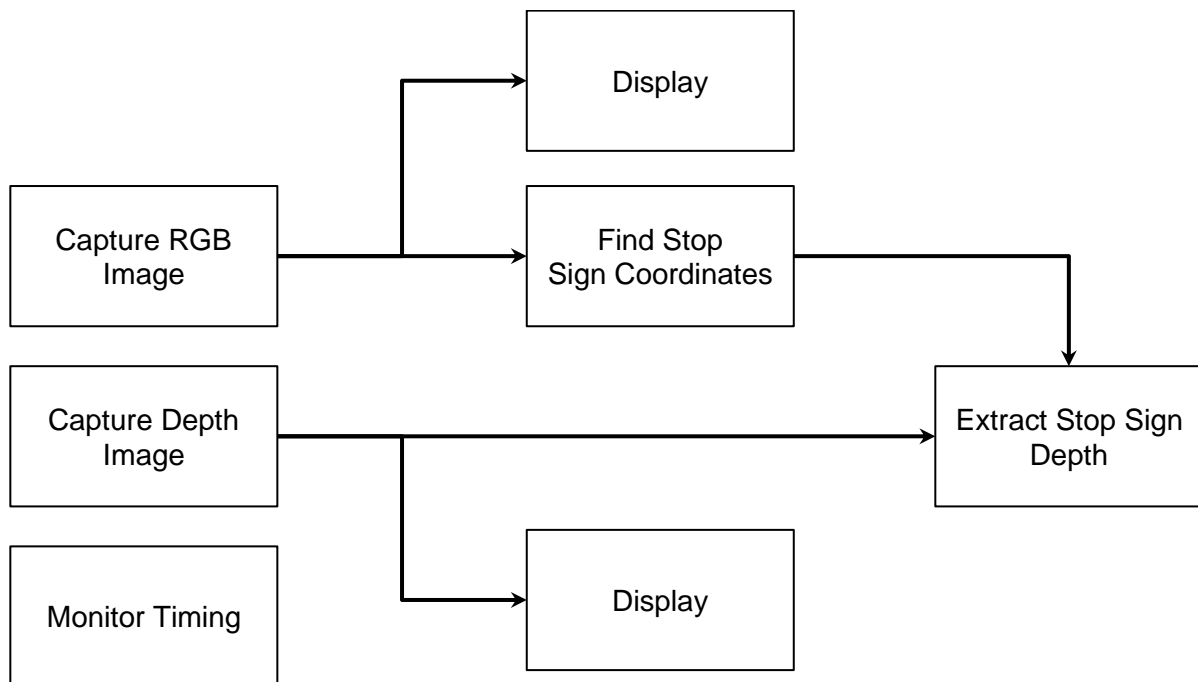 Display
Capture RGB
Image
Find Stop
Sign Coordinates
Capture Depth
Image
Extract Stop Sign
Depth
Monitor Timing
Display